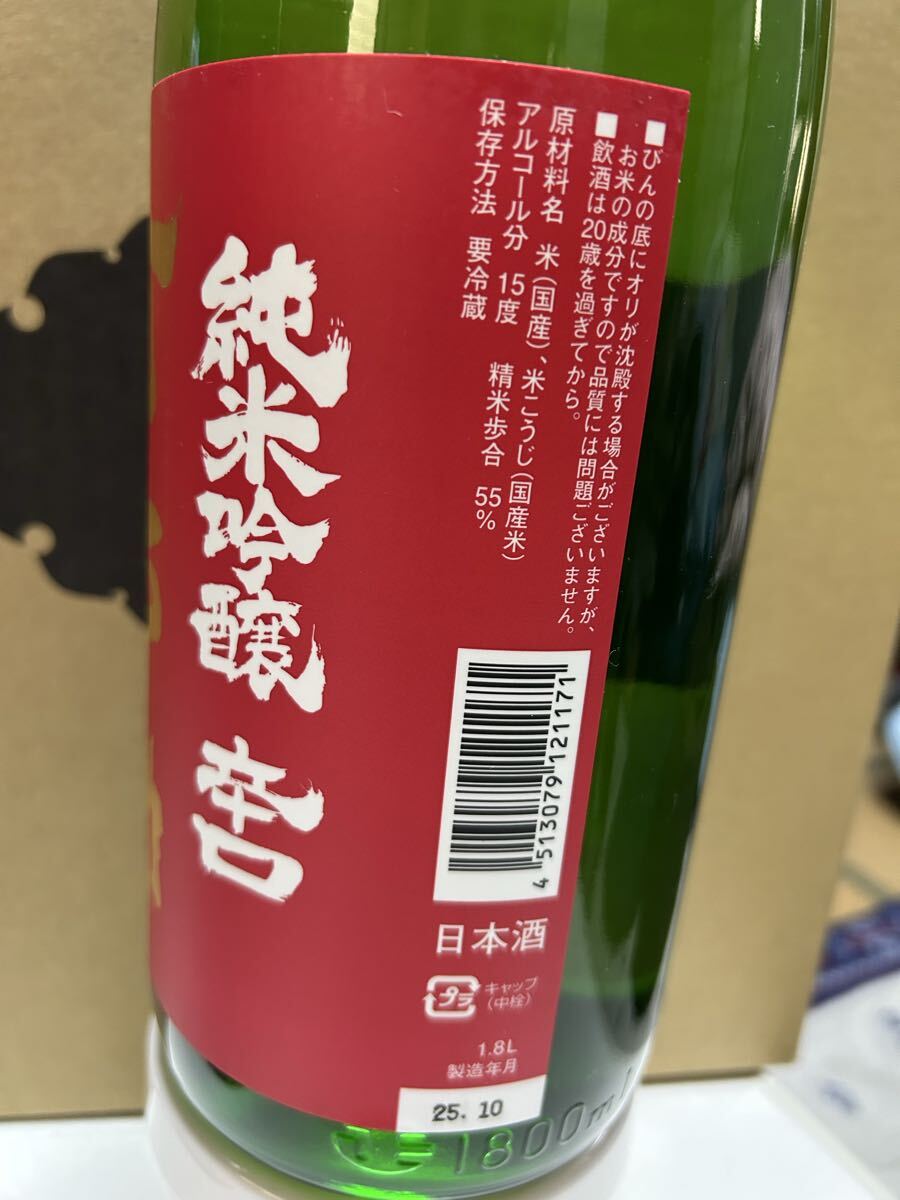 ■びんの底にオリが沈殿する場合がございますが、
お米の成分ですので品質には問題ございません。
■飲酒は20歳を過ぎてから。
原材料名 米(国産)、米こうじ(国産米)
アルコール分 15度 精米歩合 55%
保存方法 要冷蔵
純米吟醸 辛口
4 513079 121171
日本酒
プラ
キャップ
(中栓)
1.8L
製造年月
25.10
1800ml